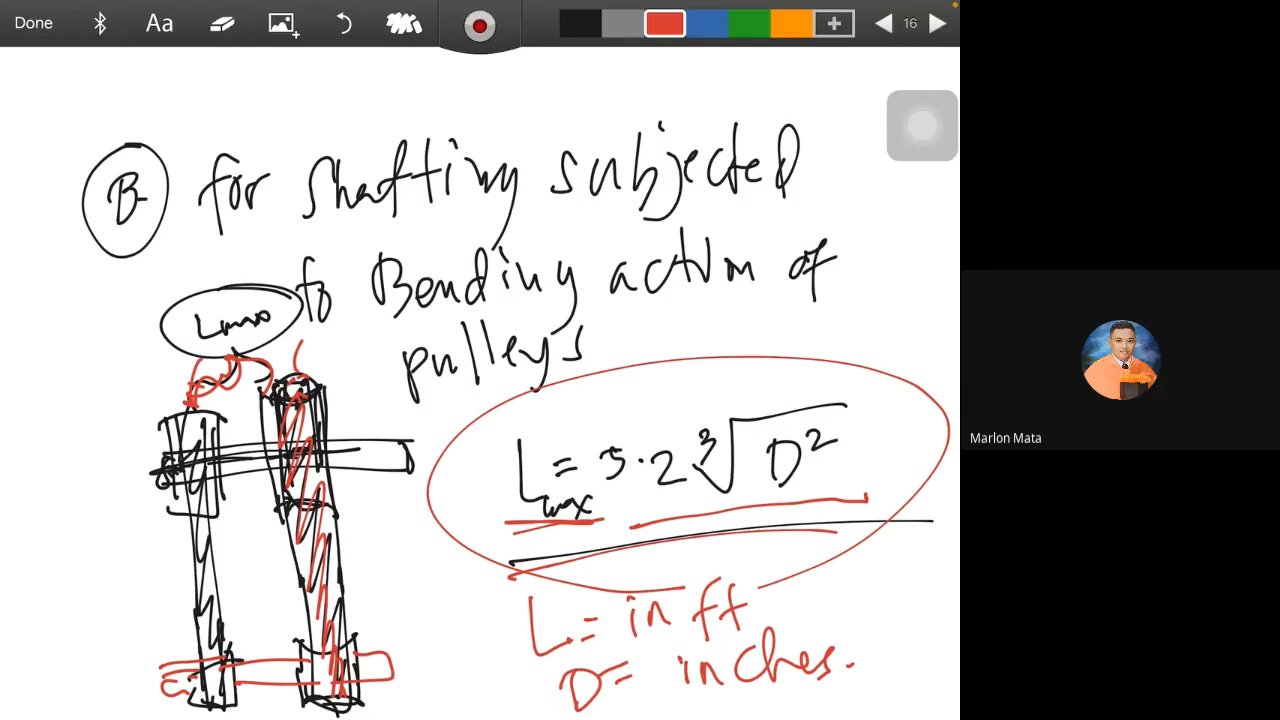 Done
Aa
16
B for Shafting subjected
to Bending action of
pulleys
Lmax
Lmax = 5.2 ∛D²
L = in ft
D = inches.
Marlon Mata